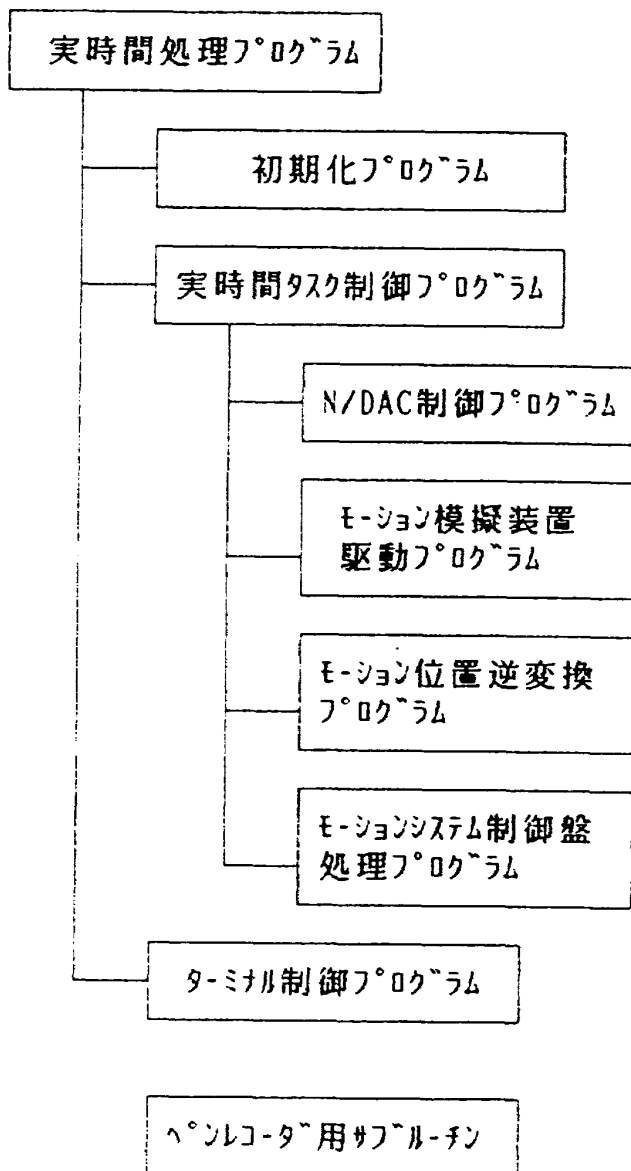 実時間処理プログラム
初期化プログラム
実時間タスク制御プログラム
N/DAC制御プログラム
モーション模擬装置
駆動プログラム
モーション位置逆変換
プログラム
モーションシステム制御盤
処理プログラム
ターミナル制御プログラム
ペンレコーダ用サブルーチン